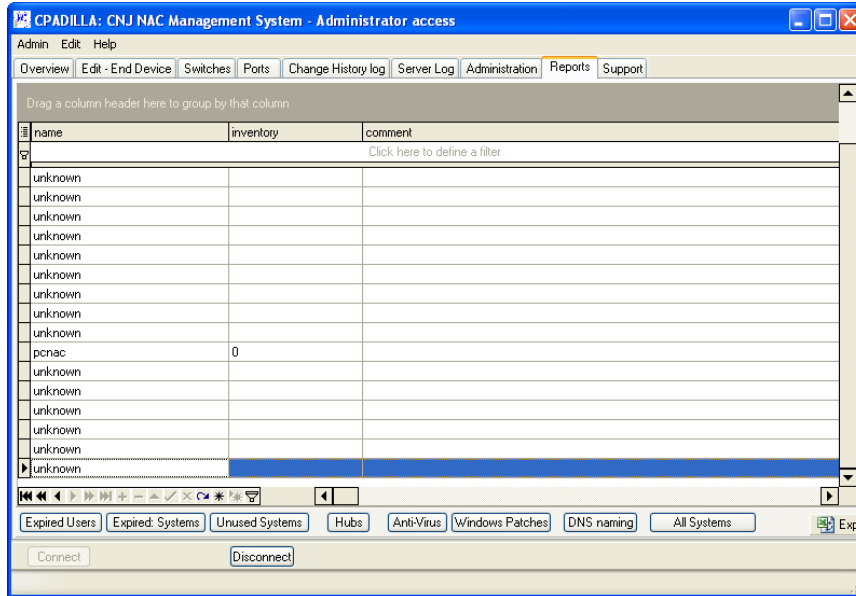 CPADILLA: CNJ NAC Management System - Administrator access
Admin Edit Help
Overview Edit - End Device Switches Ports Change History log Server Log Administration Reports Support
Drag a column header here to group by that column
name inventory comment
Click here to define a filter
unknown
unknown
unknown
unknown
unknown
unknown
unknown
unknown
unknown
pcnac 0
unknown
unknown
unknown
unknown
unknown
unknown
Expired Users Expired: Systems Unused Systems Hubs Anti-Virus Windows Patches DNS naming All Systems Exp
Connect Disconnect